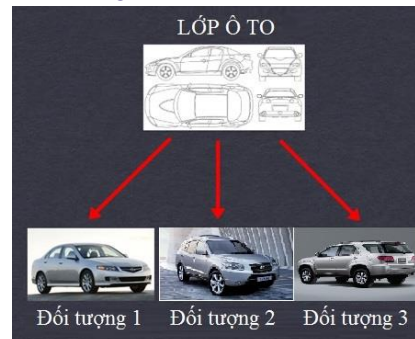 LỚP Ô TO
Đối tượng 1
Đối tượng 2
Đối tượng 3